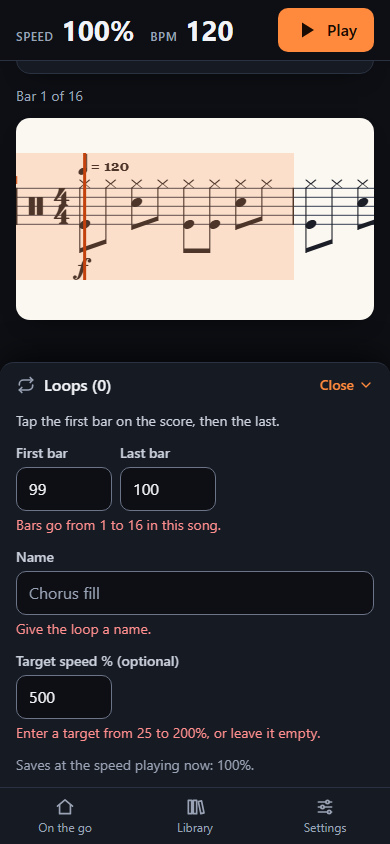 SPEED 100% BPM 120 Play
Bar 1 of 16
= 120
4
4
f
Loops (0) Close
Tap the first bar on the score, then the last.
First bar Last bar
99 100
Bars go from 1 to 16 in this song.
Name
Chorus fill
Give the loop a name.
Target speed % (optional)
500
Enter a target from 25 to 200%, or leave it empty.
Saves at the speed playing now: 100%.
On the go Library Settings